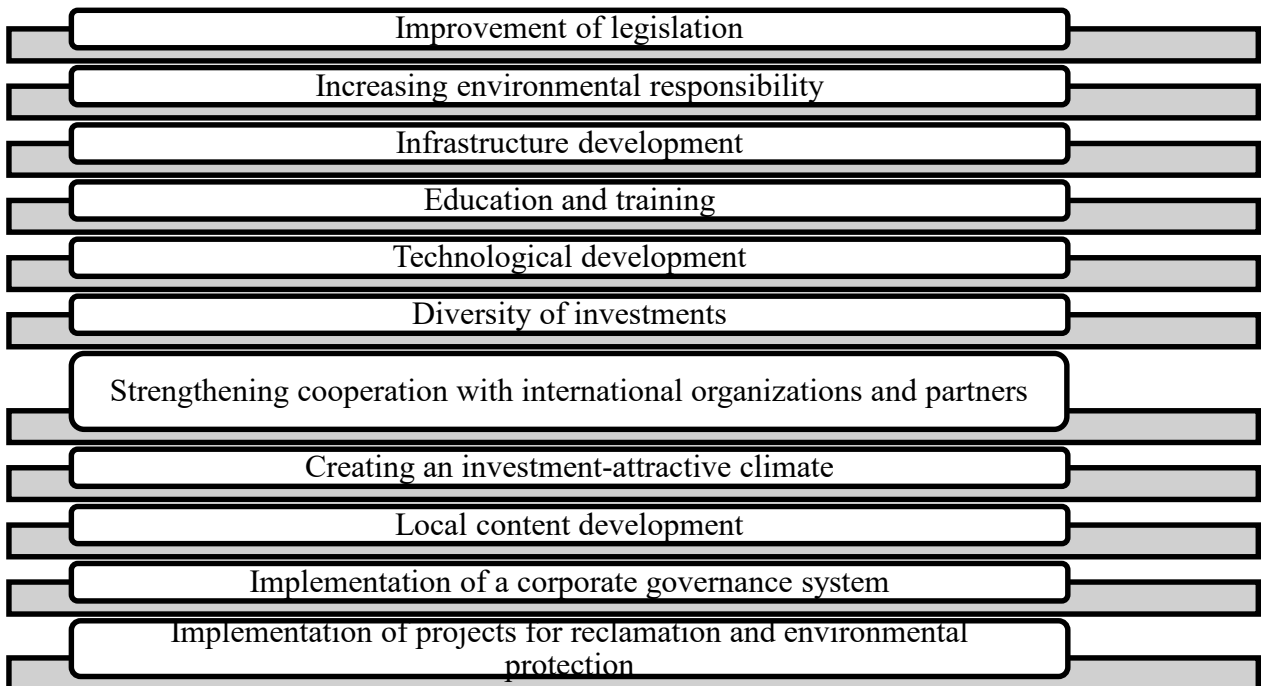 Improvement of legislation
Increasing environmental responsibility
Infrastructure development
Education and training
Technological development
Diversity of investments
Strengthening cooperation with international organizations and partners
Creating an investment-attractive climate
Local content development
Implementation of a corporate governance system
Implementation of projects for reclamation and environmental
protection